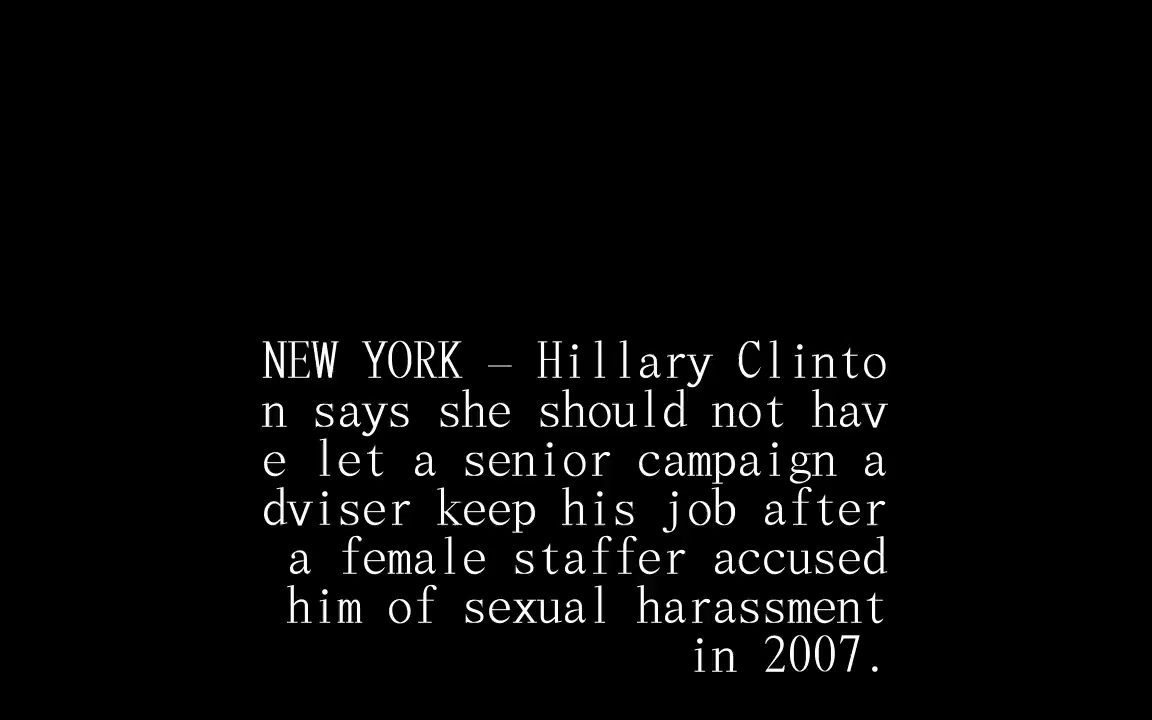 NEW YORK — Hillary Clinto
n says she should not hav
e let a senior campaign a
dviser keep his job after
a female staffer accused
him of sexual harassment
in 2007.